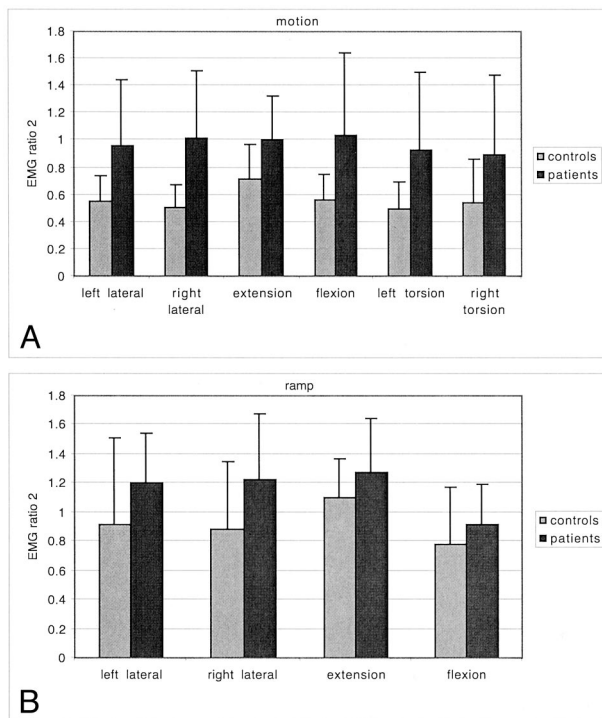 motion
1.8
1.6
1.4
1.2
1
0.8
0.6
0.4
0.2
0
EMG ratio 2
left lateral
right
lateral
extension
flexion
left torsion
right
torsion
controls
patients
A
ramp
1.8
1.6
1.4
1.2
1
0.8
0.6
0.4
0.2
0
EMG ratio 2
left lateral
right lateral
extension
flexion
controls
patients
B